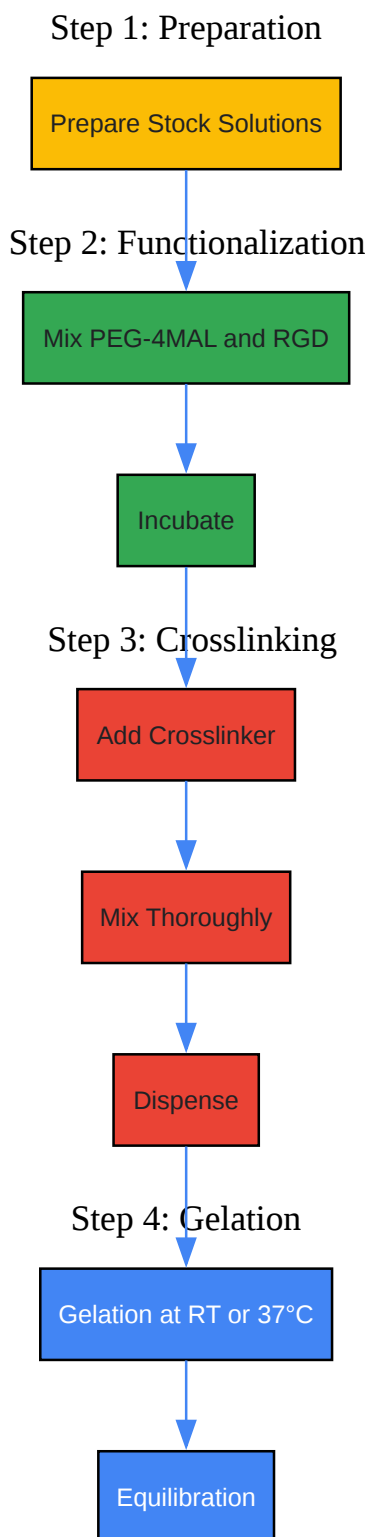 Step 1: Preparation
Prepare Stock Solutions
Step 2: Functionalization
Mix PEG-4MAL and RGD
Incubate
Step 3: Crosslinking
Add Crosslinker
Mix Thoroughly
Dispense
Step 4: Gelation
Gelation at RT or 37°C
Equilibration